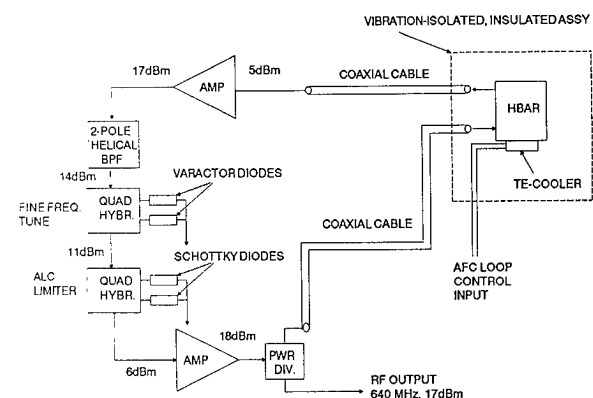 VIBRATION-ISOLATED, INSULATED ASSY
17dBm
AMP
5dBm
COAXIAL CABLE
HBAR
2-POLE
HELICAL
BPF
TE-COOLER
14dBm
VARACTOR DIODES
FINE FREQ.
TUNE
QUAD
HYBR.
COAXIAL CABLE
11dBm
SCHOTTKY DIODES
ALC
LIMITER
QUAD
HYBR.
AFC LOOP
CONTROL
INPUT
6dBm
AMP
18dBm
PWR
DIV.
RF OUTPUT
640 MHz, 17dBm